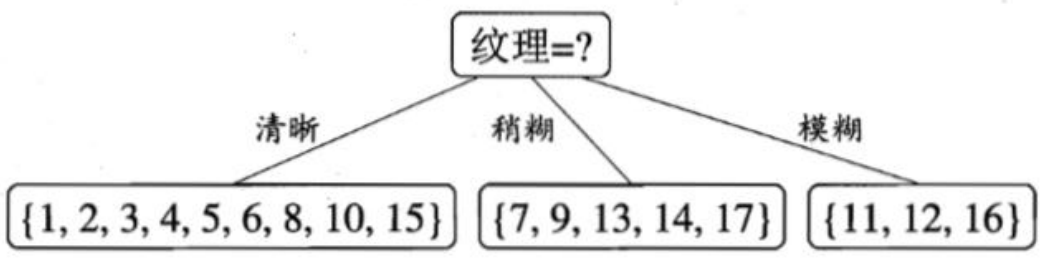 纹理=?
清晰
稍糊
模糊
{1, 2, 3, 4, 5, 6, 8, 10, 15}
{7, 9, 13, 14, 17}
{11, 12, 16}